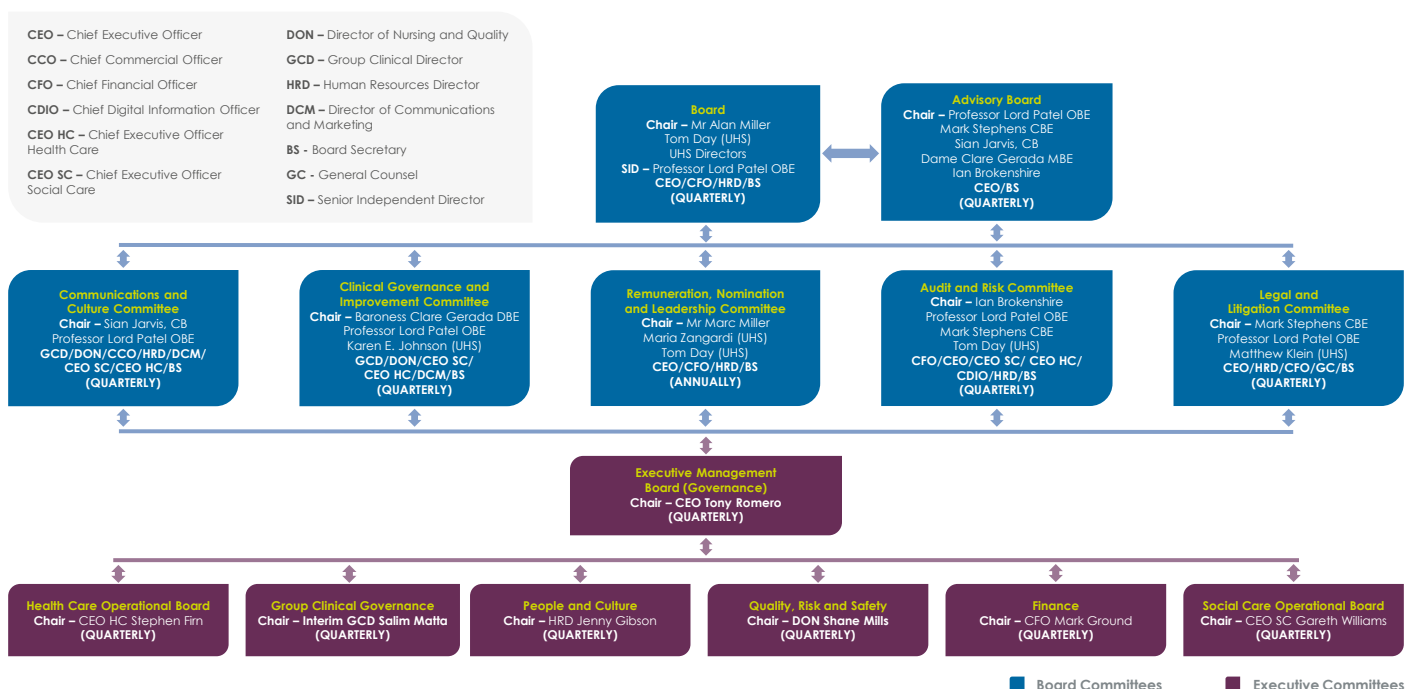 CEO – Chief Executive Officer
CCO – Chief Commercial Officer
CFO – Chief Financial Officer
CDIO – Chief Digital Information Officer
CEO HC – Chief Executive Officer
Health Care
CEO SC – Chief Executive Officer
Social Care
DON – Director of Nursing and Quality
GCD – Group Clinical Director
HRD – Human Resources Director
DCM – Director of Communications
and Marketing
BS - Board Secretary
GC - General Counsel
SID – Senior Independent Director
Board
Chair – Mr Alan Miller
Tom Day (UHS)
UHS Directors
SID – Professor Lord Patel OBE
CEO/CFO/HRD/BS
(QUARTERLY)
Advisory Board
Chair – Professor Lord Patel OBE
Mark Stephens CBE
Sian Jarvis, CB
Dame Clare Gerada MBE
Ian Brokenshire
CEO/BS
(QUARTERLY)
Communications and
Culture Committee
Chair – Sian Jarvis, CB
Professor Lord Patel OBE
GCD/DON/CCO/HRD/DCM/
CEO SC/CEO HC/BS
(QUARTERLY)
Clinical Governance and
Improvement Committee
Chair – Baroness Clare Gerada DBE
Professor Lord Patel OBE
Karen E. Johnson (UHS)
GCD/DON/CEO SC/
CEO HC/DCM/BS
(QUARTERLY)
Remuneration, Nomination
and Leadership Committee
Chair – Mr Marc Miller
Maria Zangardi (UHS)
Tom Day (UHS)
CEO/CFO/HRD/BS
(ANNUALLY)
Audit and Risk Committee
Chair – Ian Brokenshire
Professor Lord Patel OBE
Mark Stephens CBE
Tom Day (UHS)
CFO/CEO/CEO SC/ CEO HC/
CDIO/HRD/BS
(QUARTERLY)
Legal and
Litigation Committee
Chair – Mark Stephens CBE
Professor Lord Patel OBE
Matthew Klein (UHS)
CEO/HRD/CFO/GC/BS
(QUARTERLY)
Executive Management
Board (Governance)
Chair – CEO Tony Romero
(QUARTERLY)
Health Care Operational Board
Chair – CEO HC Stephen Firn
(QUARTERLY)
Group Clinical Governance
Chair – Interim GCD Salim Matta
(QUARTERLY)
People and Culture
Chair – HRD Jenny Gibson
(QUARTERLY)
Quality, Risk and Safety
Chair – DON Shane Mills
(QUARTERLY)
Finance
Chair – CFO Mark Ground
(QUARTERLY)
Social Care Operational Board
Chair – CEO SC Gareth Williams
(QUARTERLY)
Board Committees
Executive Committees